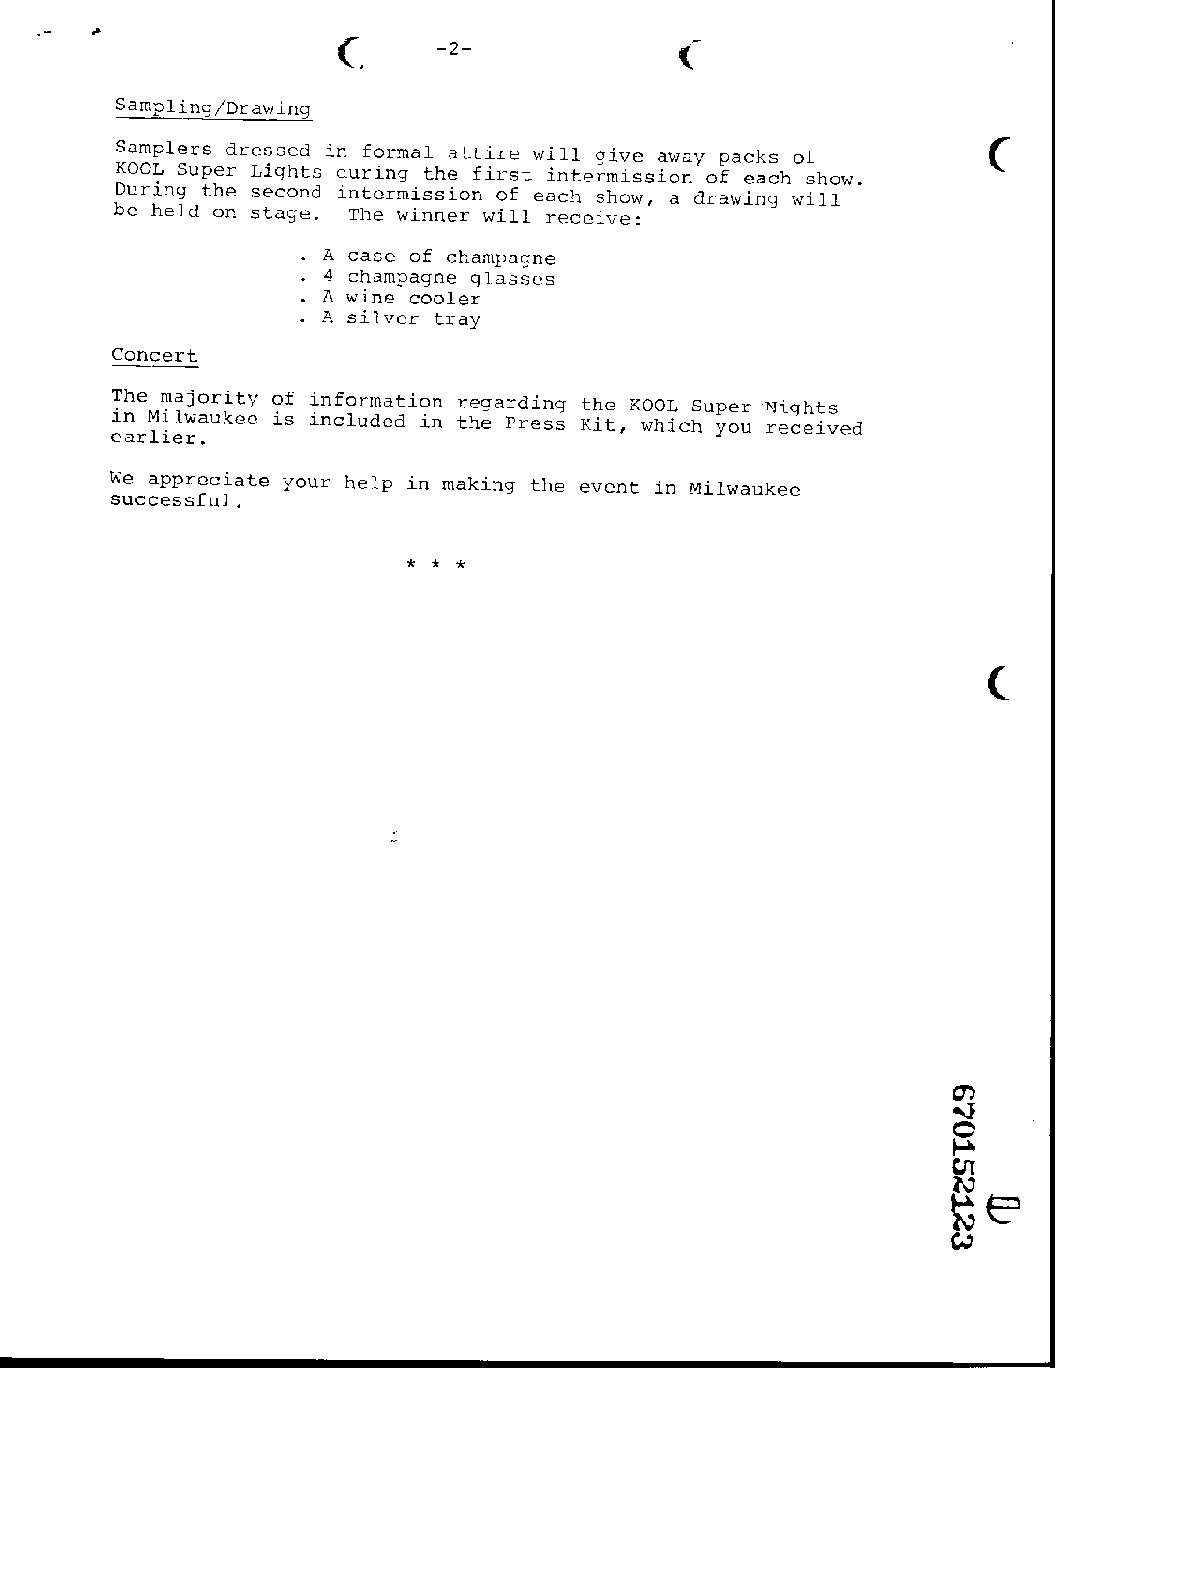 -2-
Sampling/Drawing
Samplers dressed in formal attire will give away packs of
KOOL Super Lights during the first intermission of each show.
During the second intermission of each show, a drawing will
be held on stage. The winner will receive:
. A case of champagne
. 4 champagne glasses
. A wine cooler
. A silver tray
Concert
The majority of information regarding the KOOL Super Nights
in Milwaukee is included in the Press Kit, which you received
earlier.
We appreciate your help in making the event in Milwaukee
successful.
* * *
670152123